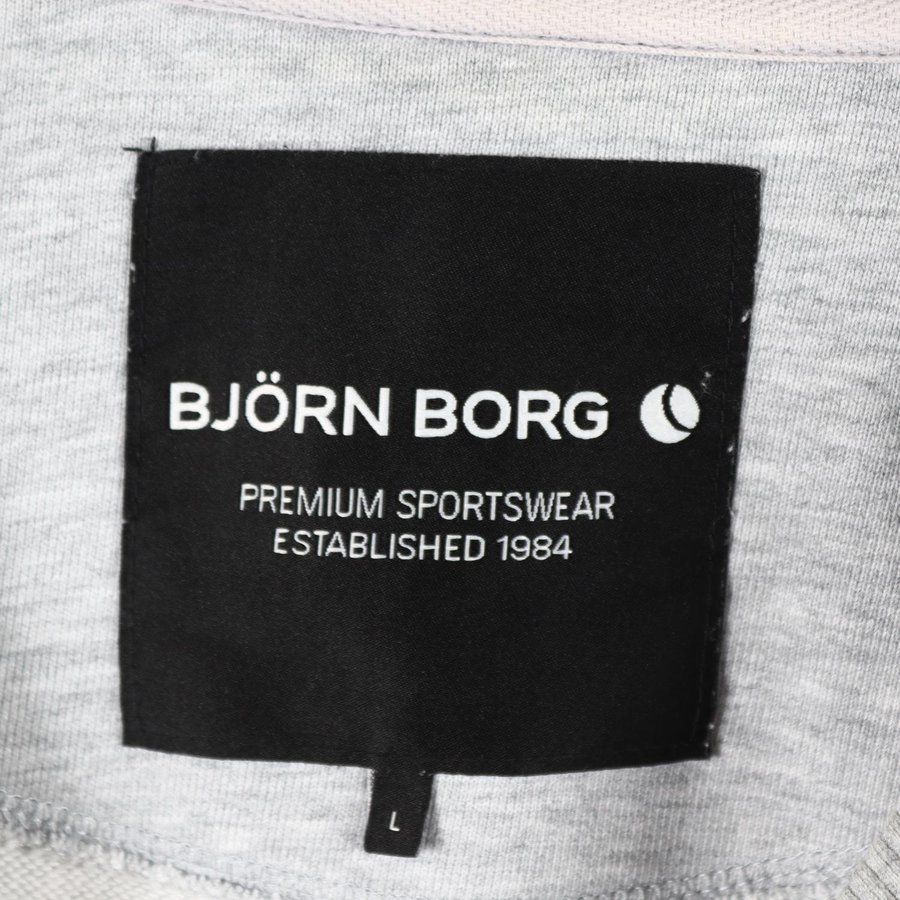 BJÖRN BORG
PREMIUM SPORTSWEAR
ESTABLISHED 1984
L